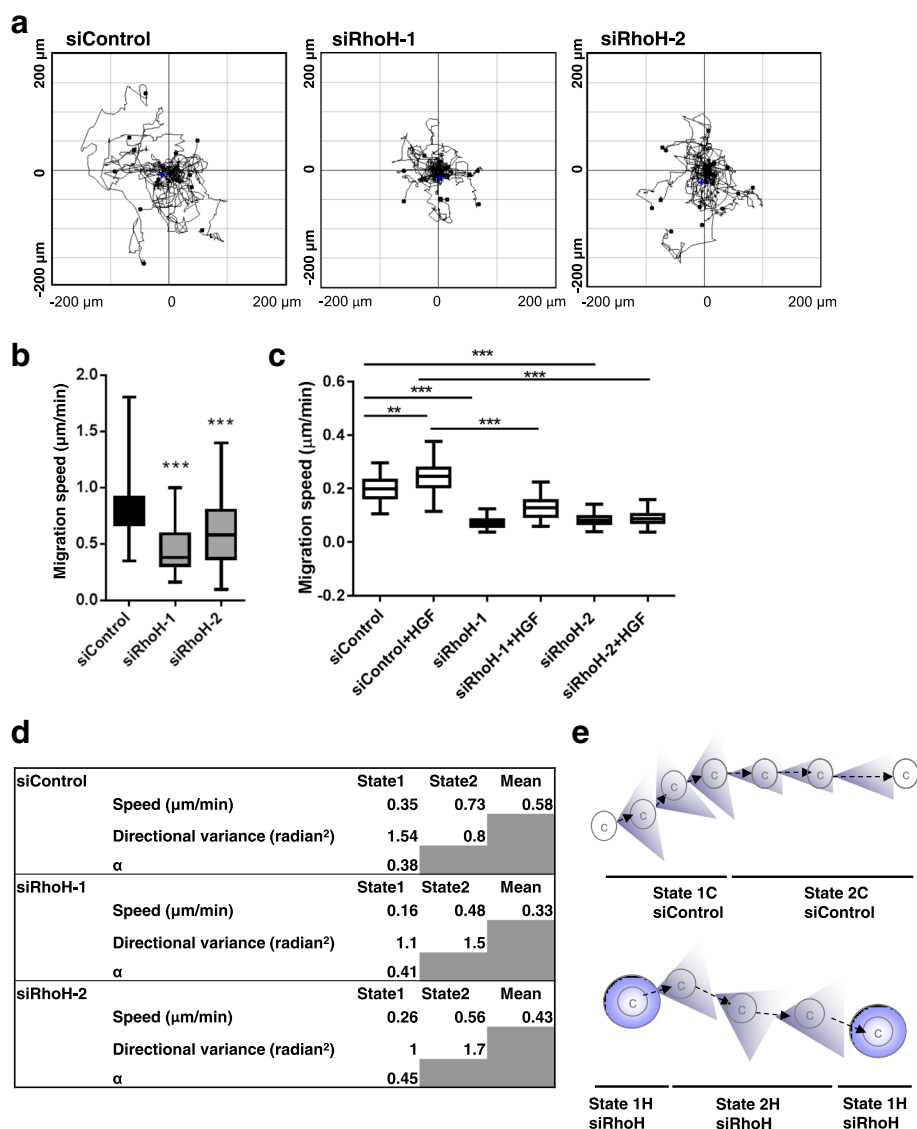 a
siControl
siRhoH-1
siRhoH-2
200 µm
0
-200 µm
-200 µm 0 200 µm
200 µm
0
-200 µm
-200 µm 0 200 µm
200 µm
0
-200 µm
-200 µm 0 200 µm
b
Migration speed (µm/min)
2.0
1.5
1.0
0.5
0.0
***
***
siControl
siRhoH-1
siRhoH-2
c
Migration speed (µm/min)
0.6
0.4
0.2
0.0
-0.2
***
***
***
**
***
siControl
siControl+HGF
siRhoH-1
siRhoH-1+HGF
siRhoH-2
siRhoH-2+HGF
d
siControl State1 State2 Mean
Speed (µm/min) 0.35 0.73 0.58
Directional variance (radian²) 1.54 0.8
α 0.38
siRhoH-1 State1 State2 Mean
Speed (µm/min) 0.16 0.48 0.33
Directional variance (radian²) 1.1 1.5
α 0.41
siRhoH-2 State1 State2 Mean
Speed (µm/min) 0.26 0.56 0.43
Directional variance (radian²) 1 1.7
α 0.45
e
C C C C C C C
State 1C State 2C
siControl siControl
C C C C C
State 1H State 2H State 1H
siRhoH siRhoH siRhoH